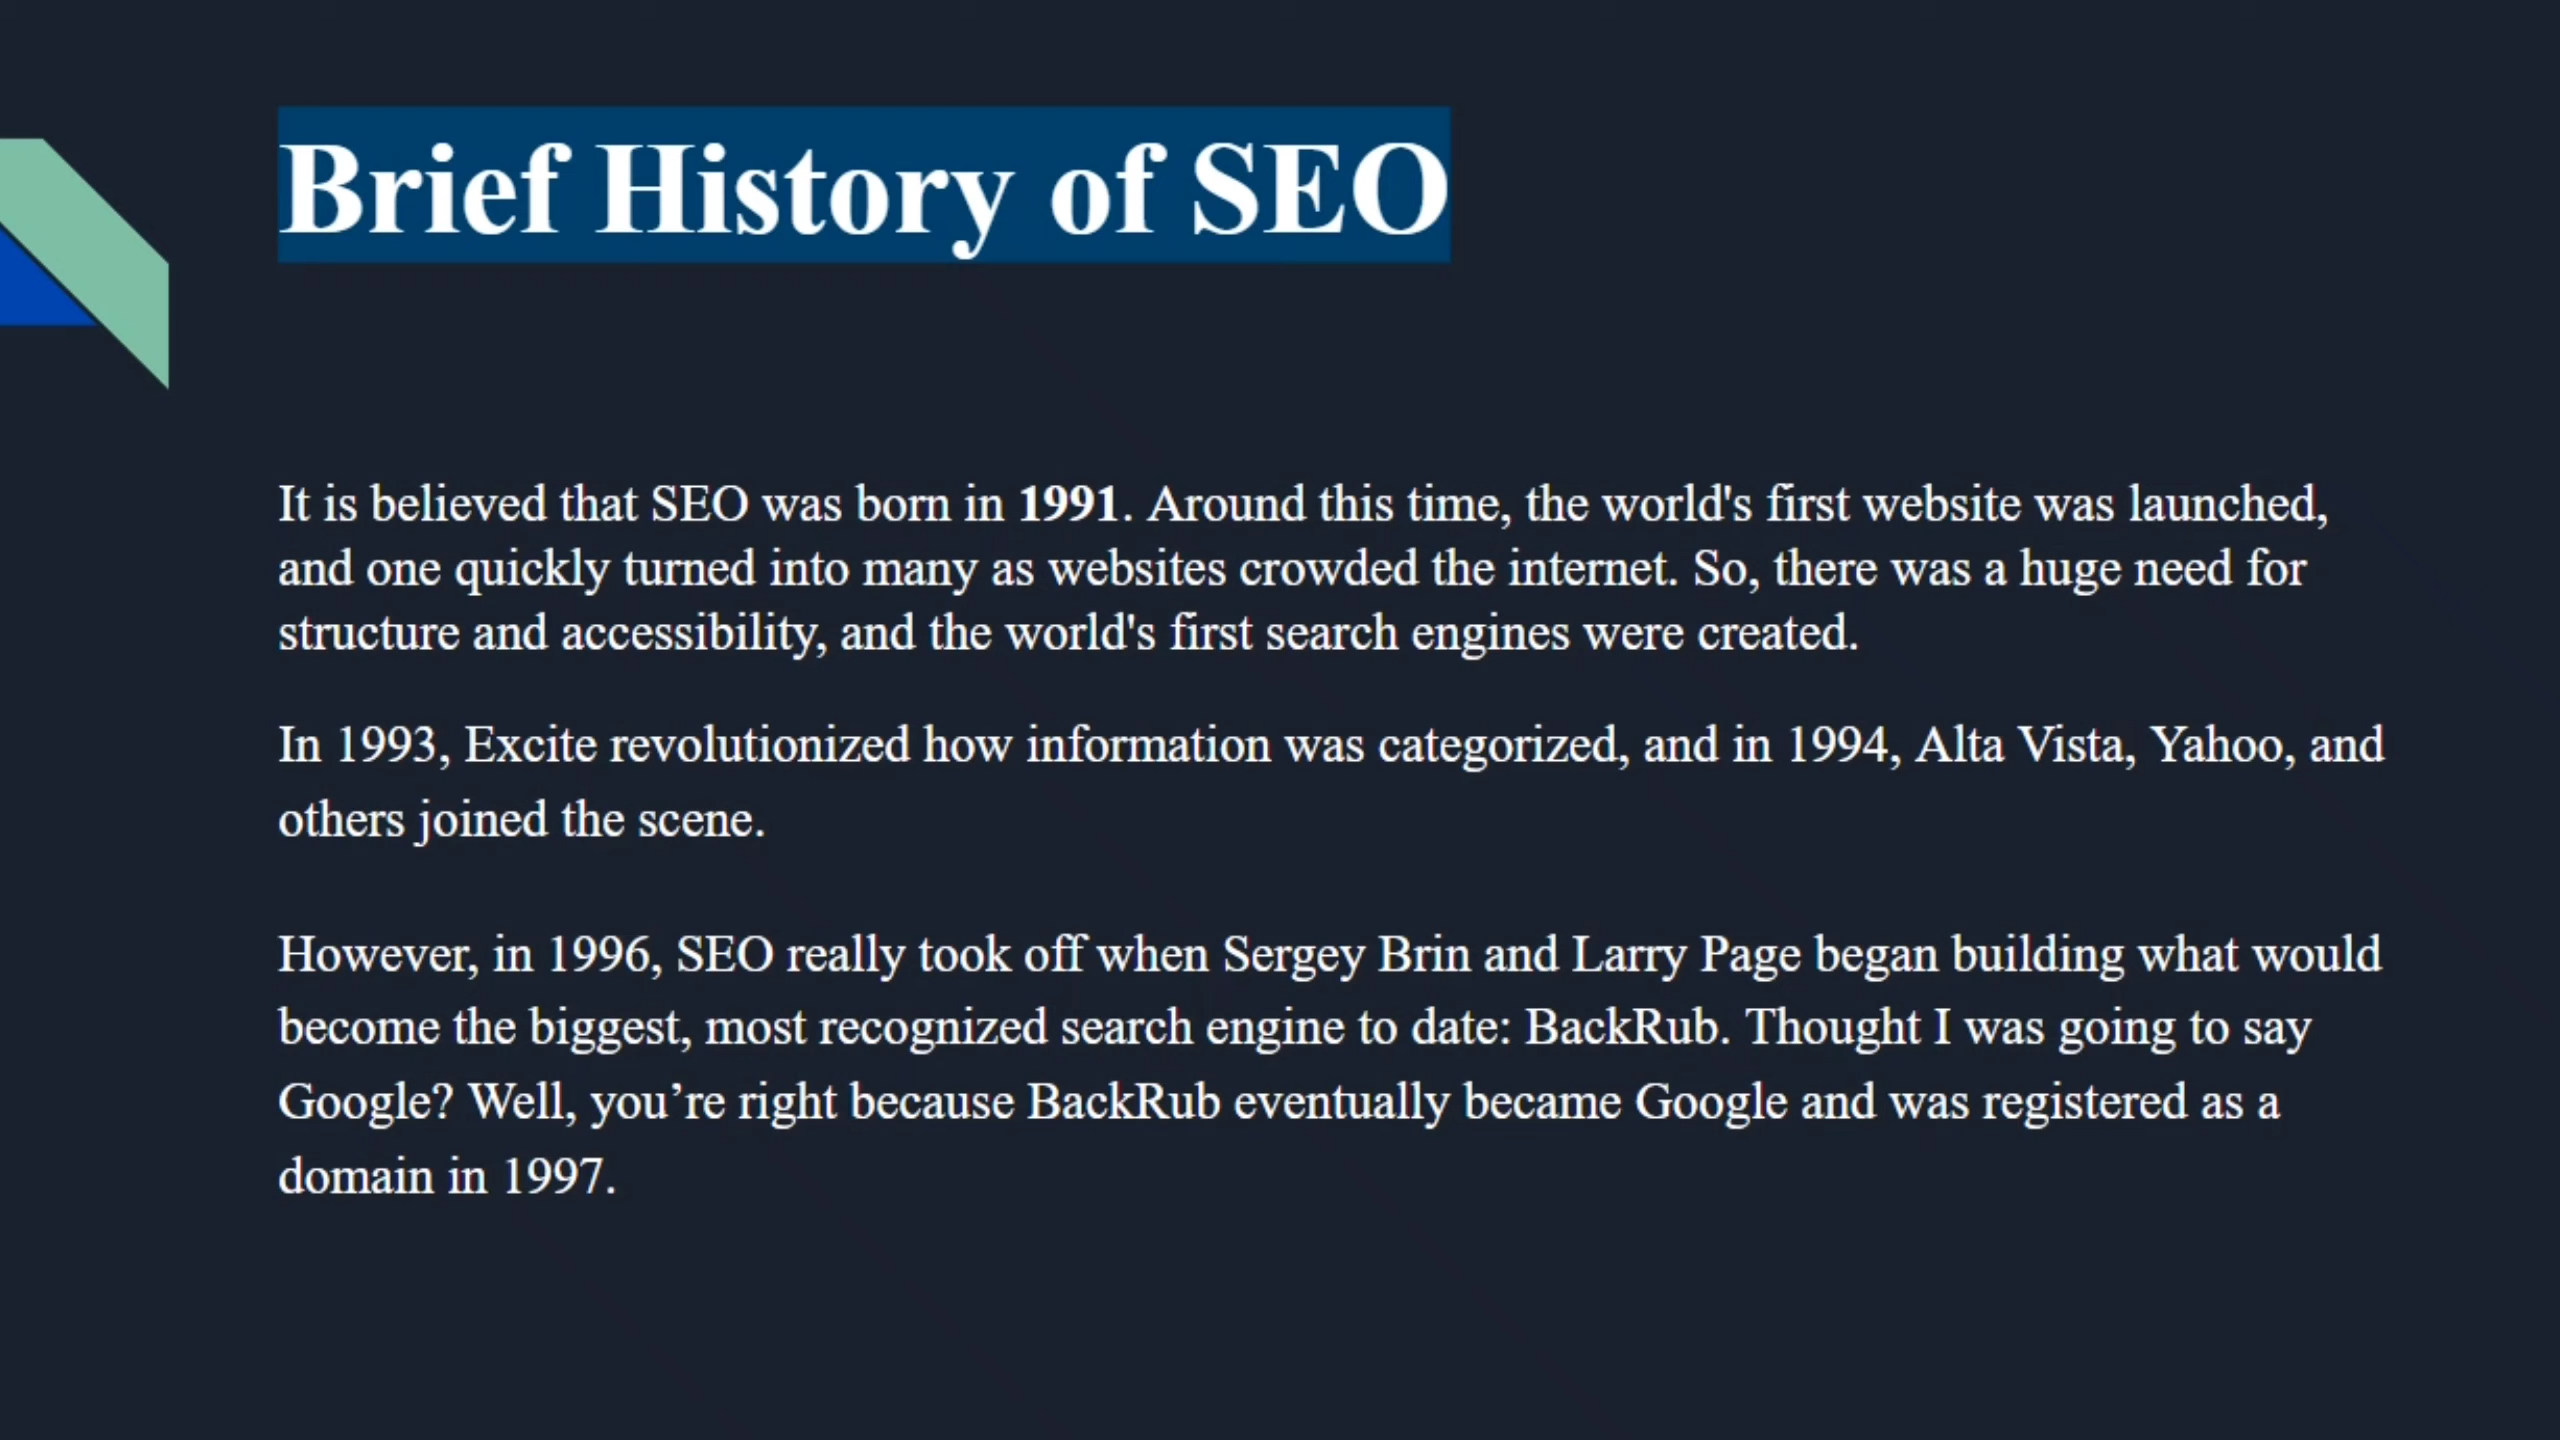 Brief History of SEO
It is believed that SEO was born in 1991. Around this time, the world's first website was launched,
and one quickly turned into many as websites crowded the internet. So, there was a huge need for
structure and accessibility, and the world's first search engines were created.
In 1993, Excite revolutionized how information was categorized, and in 1994, Alta Vista, Yahoo, and
others joined the scene.
However, in 1996, SEO really took off when Sergey Brin and Larry Page began building what would
become the biggest, most recognized search engine to date: BackRub. Thought I was going to say
Google? Well, you’re right because BackRub eventually became Google and was registered as a
domain in 1997.